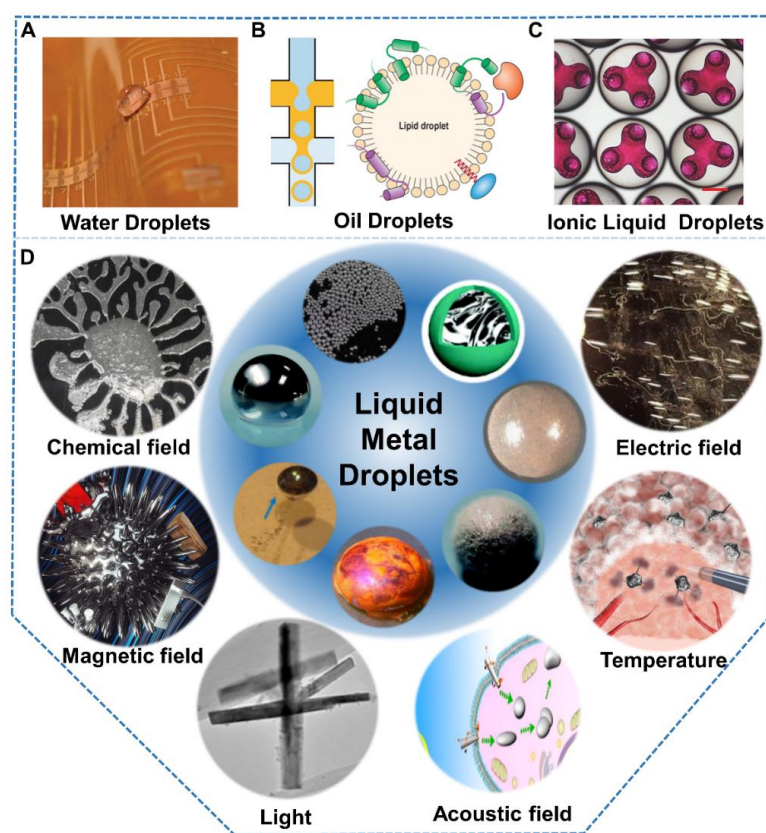 A
B
C
Lipid droplet
Water Droplets
Oil Droplets
Ionic Liquid Droplets
D
Liquid
Metal
Droplets
Chemical field
Electric field
Magnetic field
Temperature
Light
Acoustic field